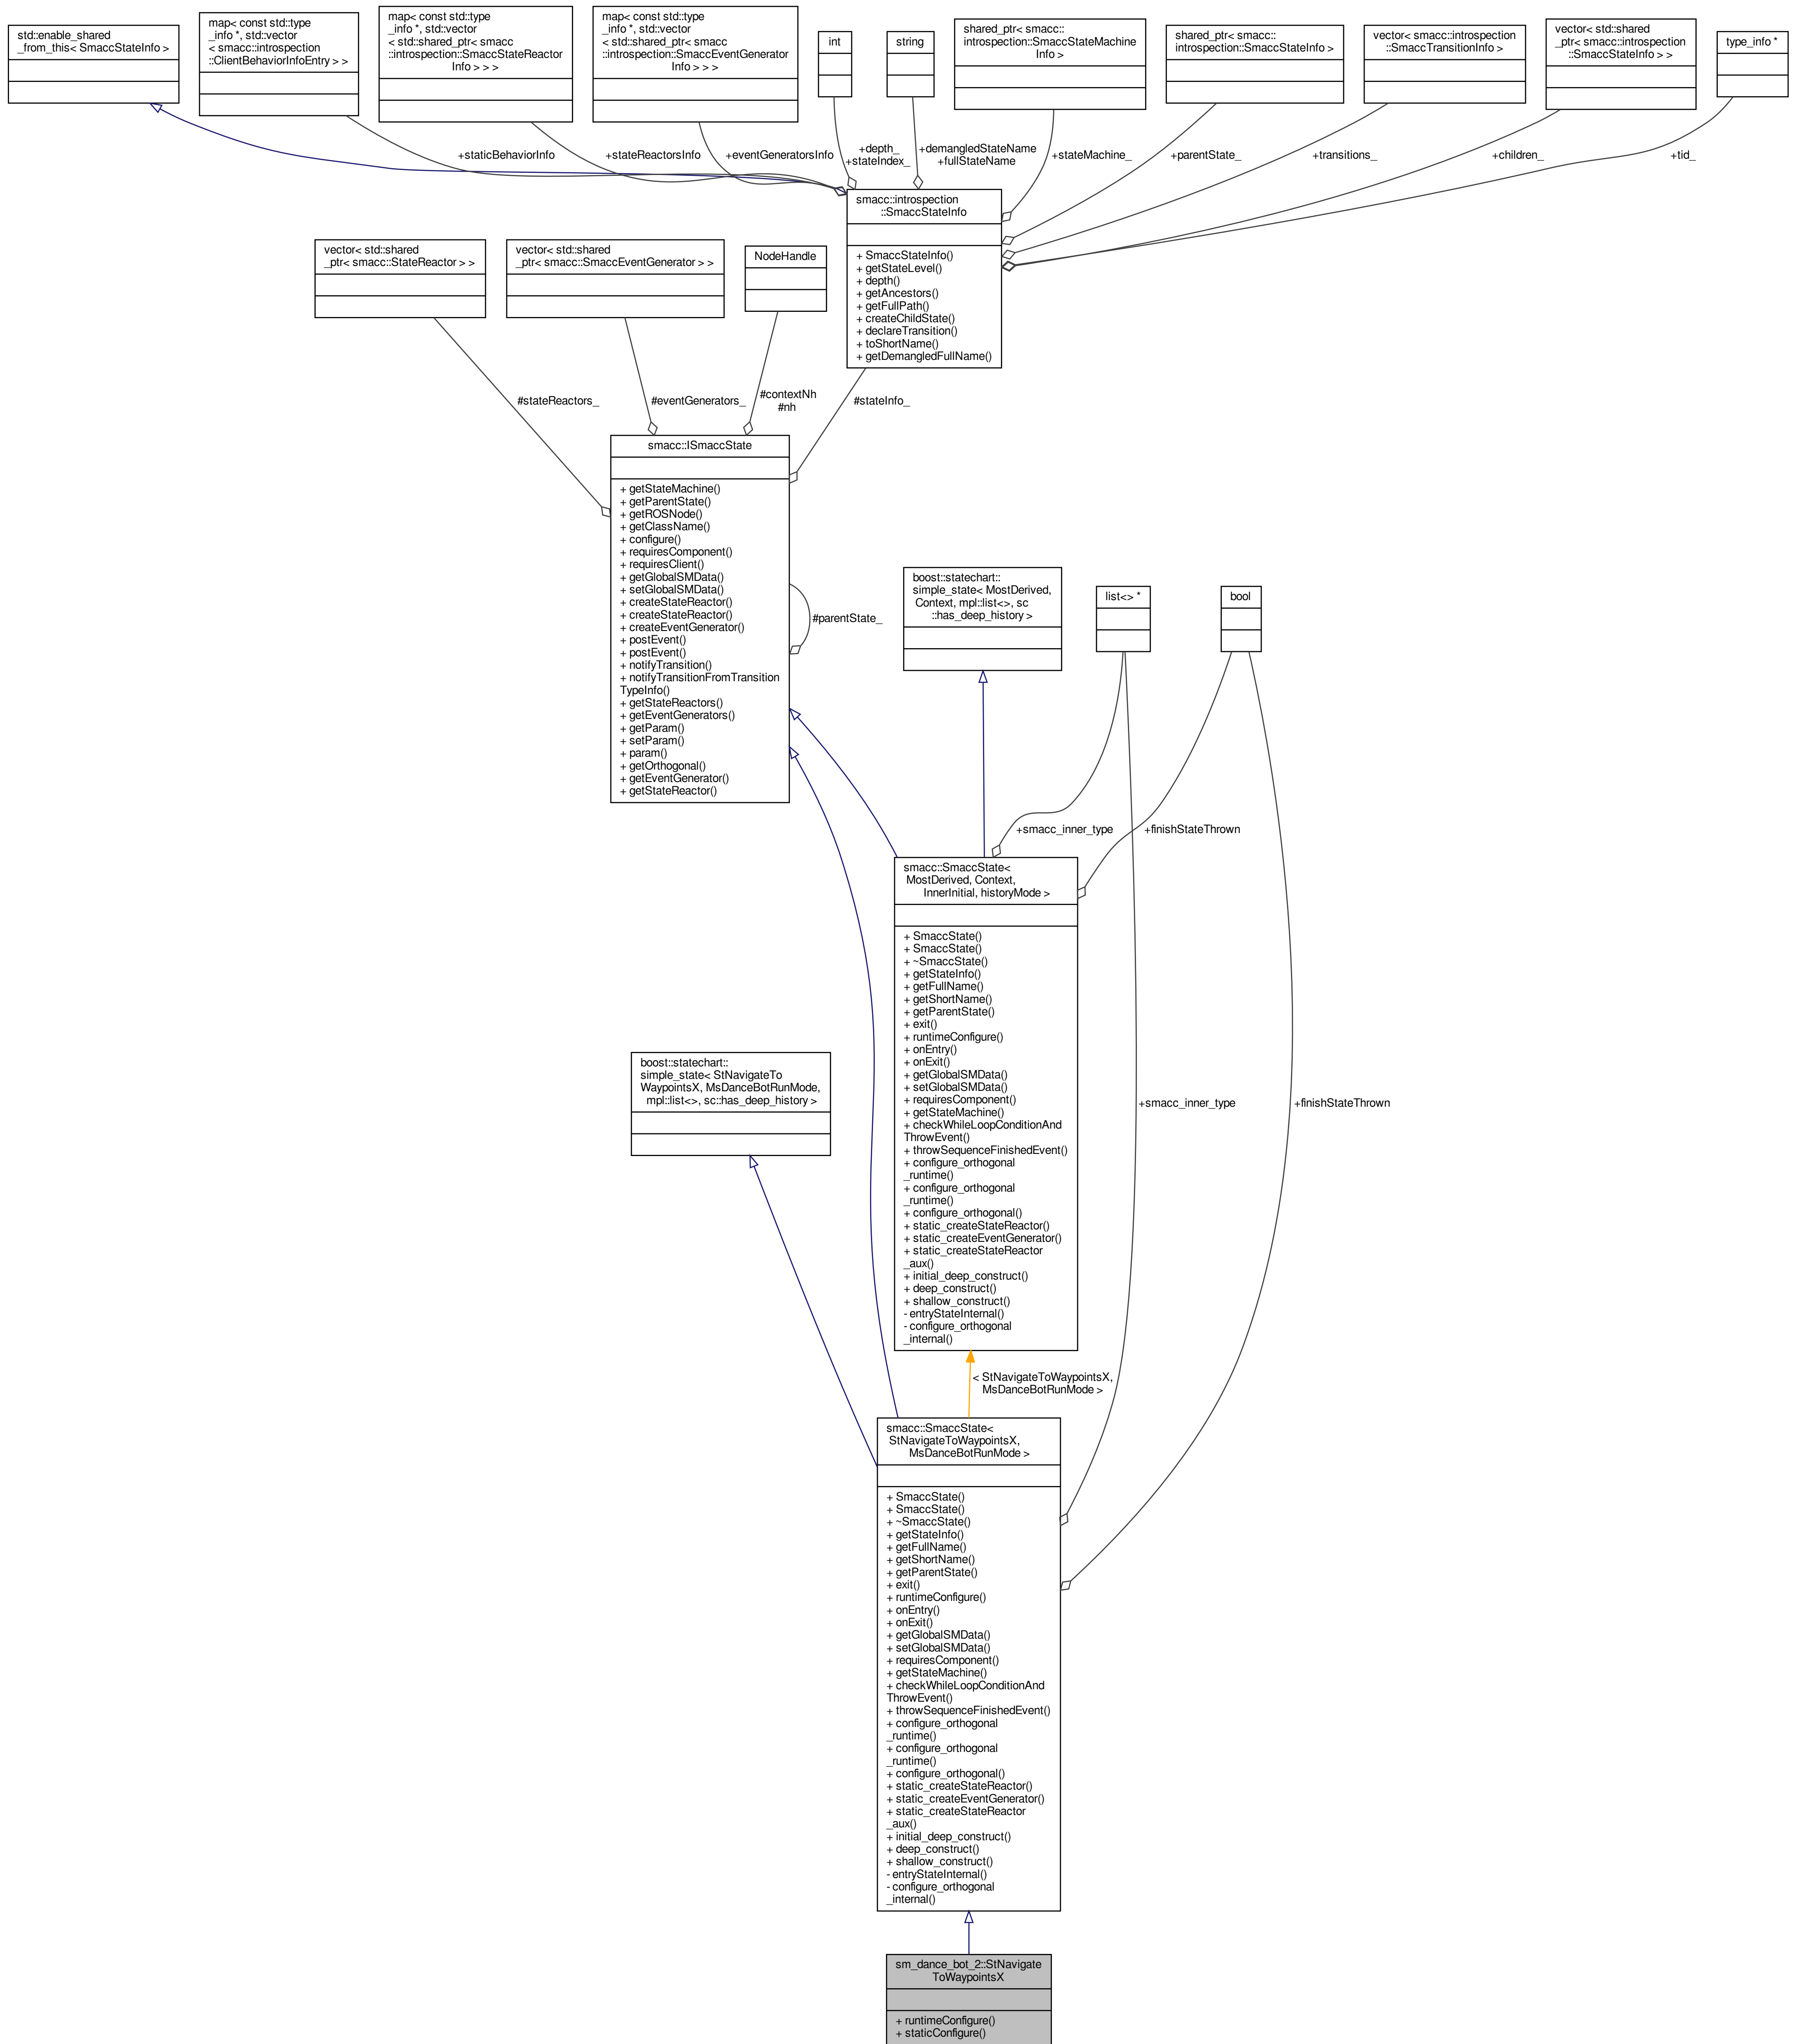 std::enable_shared
_from_this< SmaccStateInfo >
map< const std::type
_info *, std::vector
< smacc::introspection
::ClientBehaviorInfoEntry > >
map< const std::type
_info *, std::vector
< std::shared_ptr< smacc
::introspection::SmaccStateReactor
Info > > >
map< const std::type
_info *, std::vector
< std::shared_ptr< smacc
::introspection::SmaccEventGenerator
Info > > >
int
string
shared_ptr< smacc::
introspection::SmaccStateMachine
Info >
shared_ptr< smacc::
introspection::SmaccStateInfo >
vector< smacc::introspection
::SmaccTransitionInfo >
vector< std::shared
_ptr< smacc::introspection
::SmaccStateInfo > >
type_info *
+staticBehaviorInfo
+stateReactorsInfo
+eventGeneratorsInfo
+depth_
+stateIndex_
+demangledStateName
+fullStateName
+stateMachine_
+parentState_
+transitions_
+children_
+tid_
smacc::introspection
::SmaccStateInfo
+ SmaccStateInfo()
+ getStateLevel()
+ depth()
+ getAncestors()
+ getFullPath()
+ createChildState()
+ declareTransition()
+ toShortName()
+ getDemangledFullName()
vector< std::shared
_ptr< smacc::StateReactor > >
vector< std::shared
_ptr< smacc::SmaccEventGenerator > >
NodeHandle
#stateReactors_
#eventGenerators_
#contextNh
#nh
#stateInfo_
smacc::ISmaccState
+ getStateMachine()
+ getParentState()
+ getROSNode()
+ getClassName()
+ configure()
+ requiresComponent()
+ requiresClient()
+ getGlobalSMData()
+ setGlobalSMData()
+ createStateReactor()
+ createStateReactor()
+ createEventGenerator()
+ postEvent()
+ postEvent()
+ notifyTransition()
+ notifyTransitionFromTransition
TypeInfo()
+ getStateReactors()
+ getEventGenerators()
+ getParam()
+ setParam()
+ param()
+ getOrthogonal()
+ getEventGenerator()
+ getStateReactor()
#parentState_
boost::statechart::
simple_state< MostDerived,
Context, mpl::list<>, sc
::has_deep_history >
list<> *
bool
+smacc_inner_type
+finishStateThrown
smacc::SmaccState<
MostDerived, Context,
InnerInitial, historyMode >
+ SmaccState()
+ SmaccState()
+ ~SmaccState()
+ getStateInfo()
+ getFullName()
+ getShortName()
+ getParentState()
+ exit()
+ runtimeConfigure()
+ onEntry()
+ onExit()
+ getGlobalSMData()
+ setGlobalSMData()
+ requiresComponent()
+ getStateMachine()
+ checkWhileLoopConditionAnd
ThrowEvent()
+ throwSequenceFinishedEvent()
+ configure_orthogonal
_runtime()
+ configure_orthogonal
_runtime()
+ configure_orthogonal()
+ static_createStateReactor()
+ static_createEventGenerator()
+ static_createStateReactor
_aux()
+ initial_deep_construct()
+ deep_construct()
+ shallow_construct()
- entryStateInternal()
- configure_orthogonal
_internal()
boost::statechart::
simple_state< StNavigateTo
WaypointsX, MsDanceBotRunMode,
mpl::list<>, sc::has_deep_history >
+smacc_inner_type
+finishStateThrown
< StNavigateToWaypointsX,
MsDanceBotRunMode >
smacc::SmaccState<
StNavigateToWaypointsX,
MsDanceBotRunMode >
+ SmaccState()
+ SmaccState()
+ ~SmaccState()
+ getStateInfo()
+ getFullName()
+ getShortName()
+ getParentState()
+ exit()
+ runtimeConfigure()
+ onEntry()
+ onExit()
+ getGlobalSMData()
+ setGlobalSMData()
+ requiresComponent()
+ getStateMachine()
+ checkWhileLoopConditionAnd
ThrowEvent()
+ throwSequenceFinishedEvent()
+ configure_orthogonal
_runtime()
+ configure_orthogonal
_runtime()
+ configure_orthogonal()
+ static_createStateReactor()
+ static_createEventGenerator()
+ static_createStateReactor
_aux()
+ initial_deep_construct()
+ deep_construct()
+ shallow_construct()
- entryStateInternal()
- configure_orthogonal
_internal()
sm_dance_bot_2::StNavigate
ToWaypointsX
+ runtimeConfigure()
+ staticConfigure()